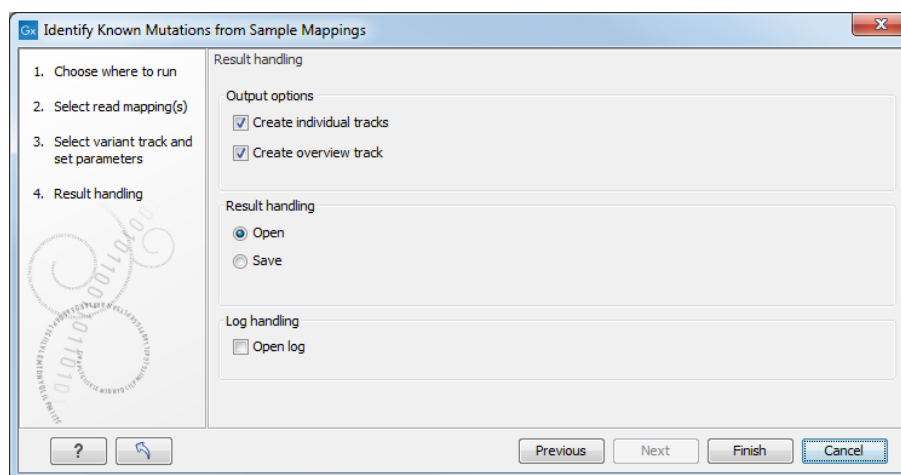 Gx Identify Known Mutations from Sample Mappings
1. Choose where to run
2. Select read mapping(s)
3. Select variant track and
set parameters
4. Result handling
Result handling
Output options
Create individual tracks
Create overview track
Result handling
Open
Save
Log handling
Open log
?
Previous
Next
Finish
Cancel